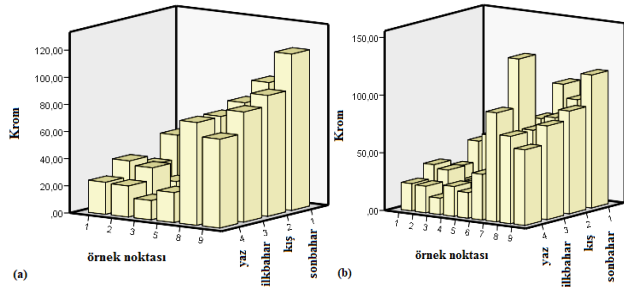 120,00
100,00
80,00
60,00
40,00
20,00
,00
Krom
1
2
3
5
8
9
örnek noktası
4
3
2
1
yaz
ilkbahar
kış
sonbahar
(a)
150,00
100,00
50,00
,00
Krom
1
2
3
4
5
6
7
8
9
örnek noktası
4
3
2
1
yaz
ilkbahar
kış
sonbahar
(b)